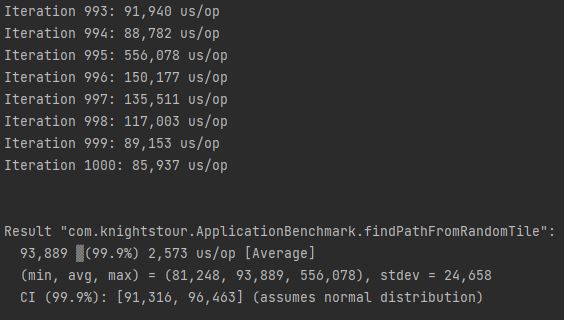 Iteration 993: 91,940 us/op
Iteration 994: 88,782 us/op
Iteration 995: 556,078 us/op
Iteration 996: 150,177 us/op
Iteration 997: 135,511 us/op
Iteration 998: 117,003 us/op
Iteration 999: 89,153 us/op
Iteration 1000: 85,937 us/op
Result "com.knightstour.ApplicationBenchmark.findPathFromRandomTile":
93,889 ▒(99.9%) 2,573 us/op [Average]
(min, avg, max) = (81,248, 93,889, 556,078), stdev = 24,658
CI (99.9%): [91,316, 96,463] (assumes normal distribution)